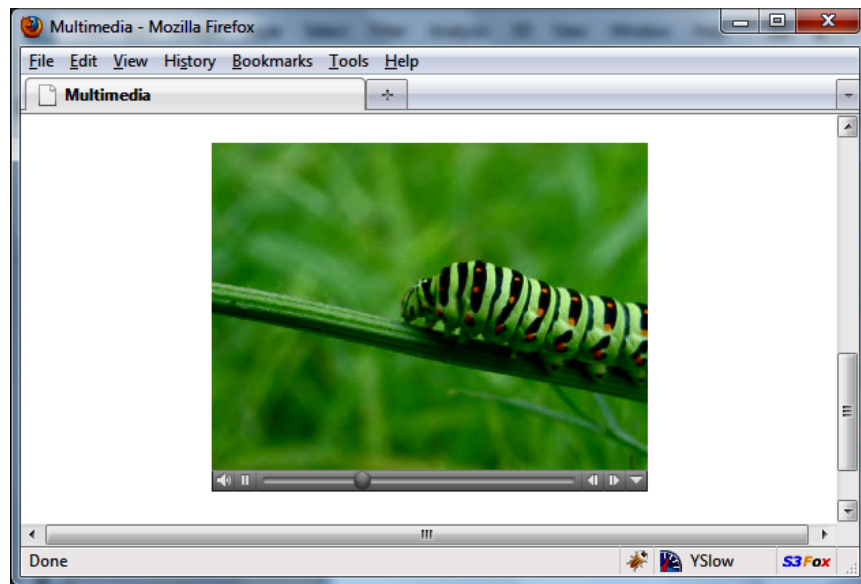 Multimedia - Mozilla Firefox
File Edit View History Bookmarks Tools Help
Multimedia
Done YSlow S3Fox